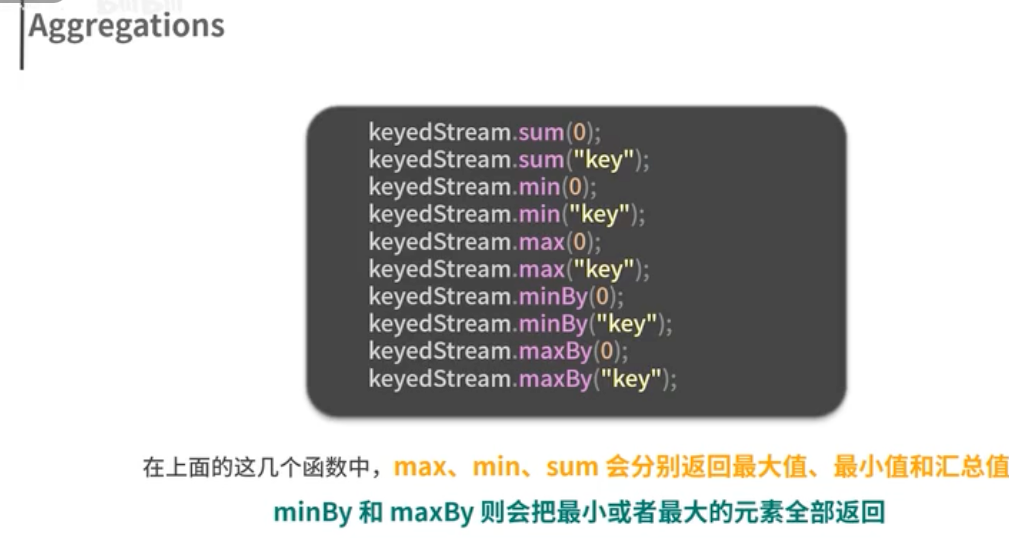 Aggregations
keyedStream.sum(0);
keyedStream.sum("key");
keyedStream.min(0);
keyedStream.min("key");
keyedStream.max(0);
keyedStream.max("key");
keyedStream.minBy(0);
keyedStream.minBy("key");
keyedStream.maxBy(0);
keyedStream.maxBy("key");
在上面的这几个函数中，max、min、sum 会分别返回最大值、最小值和汇总值
minBy 和 maxBy 则会把最小或者最大的元素全部返回